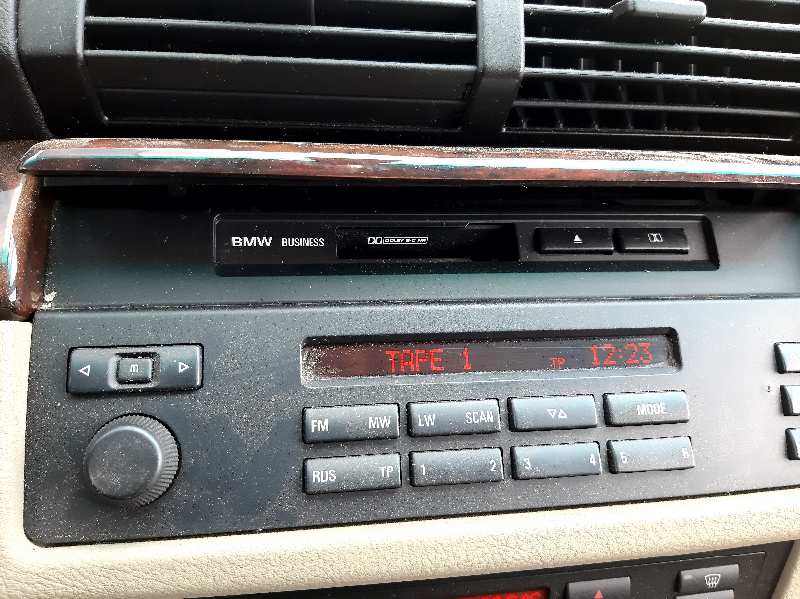 BMW BUSINESS DOLBY B-C NR
TAPE 1 TP 12:23
m
FM MW LW SCAN MODE
RUS TP 1 2 3 4 5 6